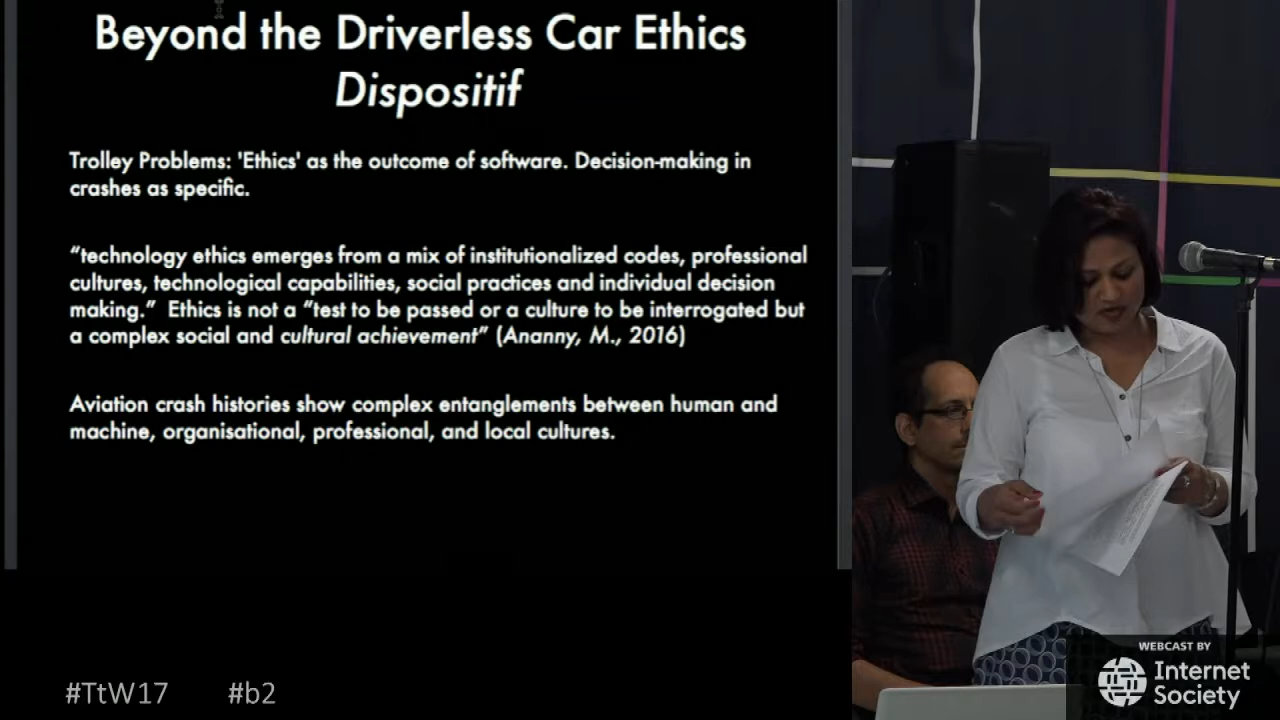 Beyond the Driverless Car Ethics
Dispositif
Trolley Problems: 'Ethics' as the outcome of software. Decision-making in
crashes as specific.
“technology ethics emerges from a mix of institutionalized codes, professional
cultures, technological capabilities, social practices and individual decision
making.” Ethics is not a “test to be passed or a culture to be interrogated but
a complex social and cultural achievement” (Ananny, M., 2016)
Aviation crash histories show complex entanglements between human and
machine, organisational, professional, and local cultures.
#TtW17 #b2
WEBCAST BY
Internet
Society